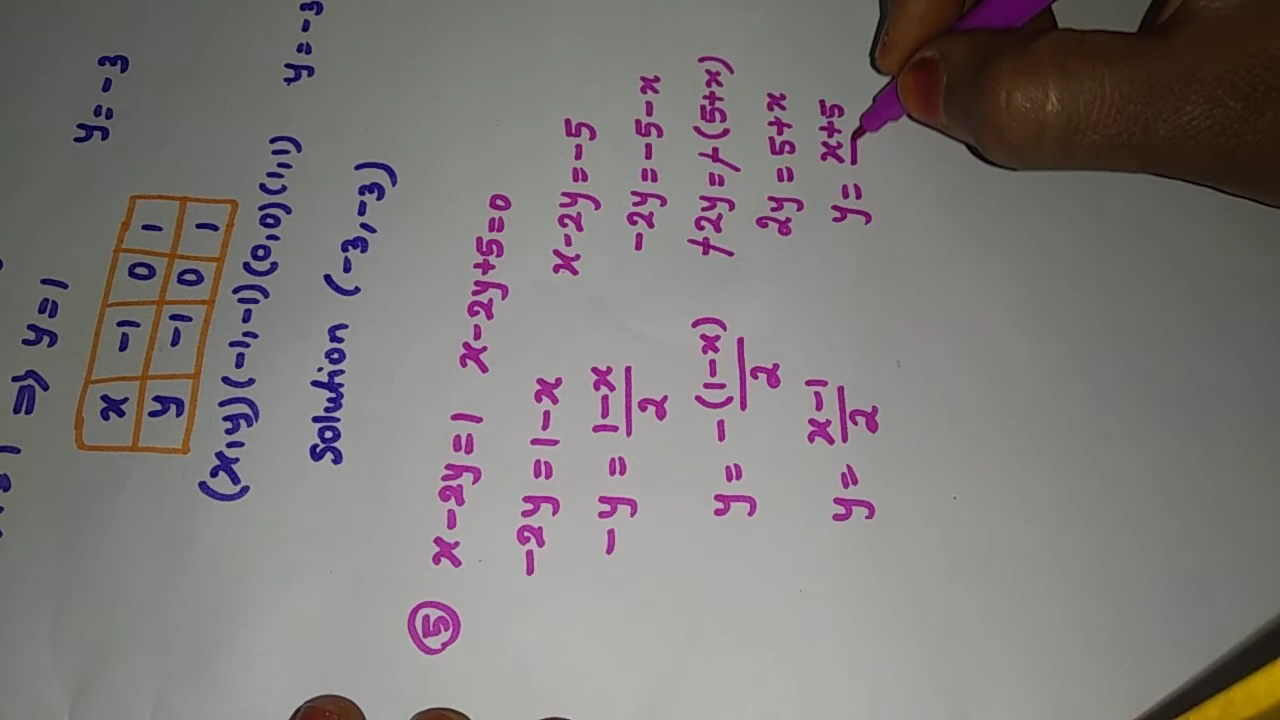 ⇒ y = 1
y = -3
x -1 0 1
y -1 -1 0 1
(x,y) (-1,-1) (0,0) (1,1)
y = -3
Solution (-3,-3)
⑤ x-2y=1 x-2y+5=0
-2y = 1-x x-2y=-5
-y = 1-x/2 -2y=-5-x
y = -(1-x)/2 -2y=-(5+x)
2y = 5+x
y = x-1/2 y = x+5